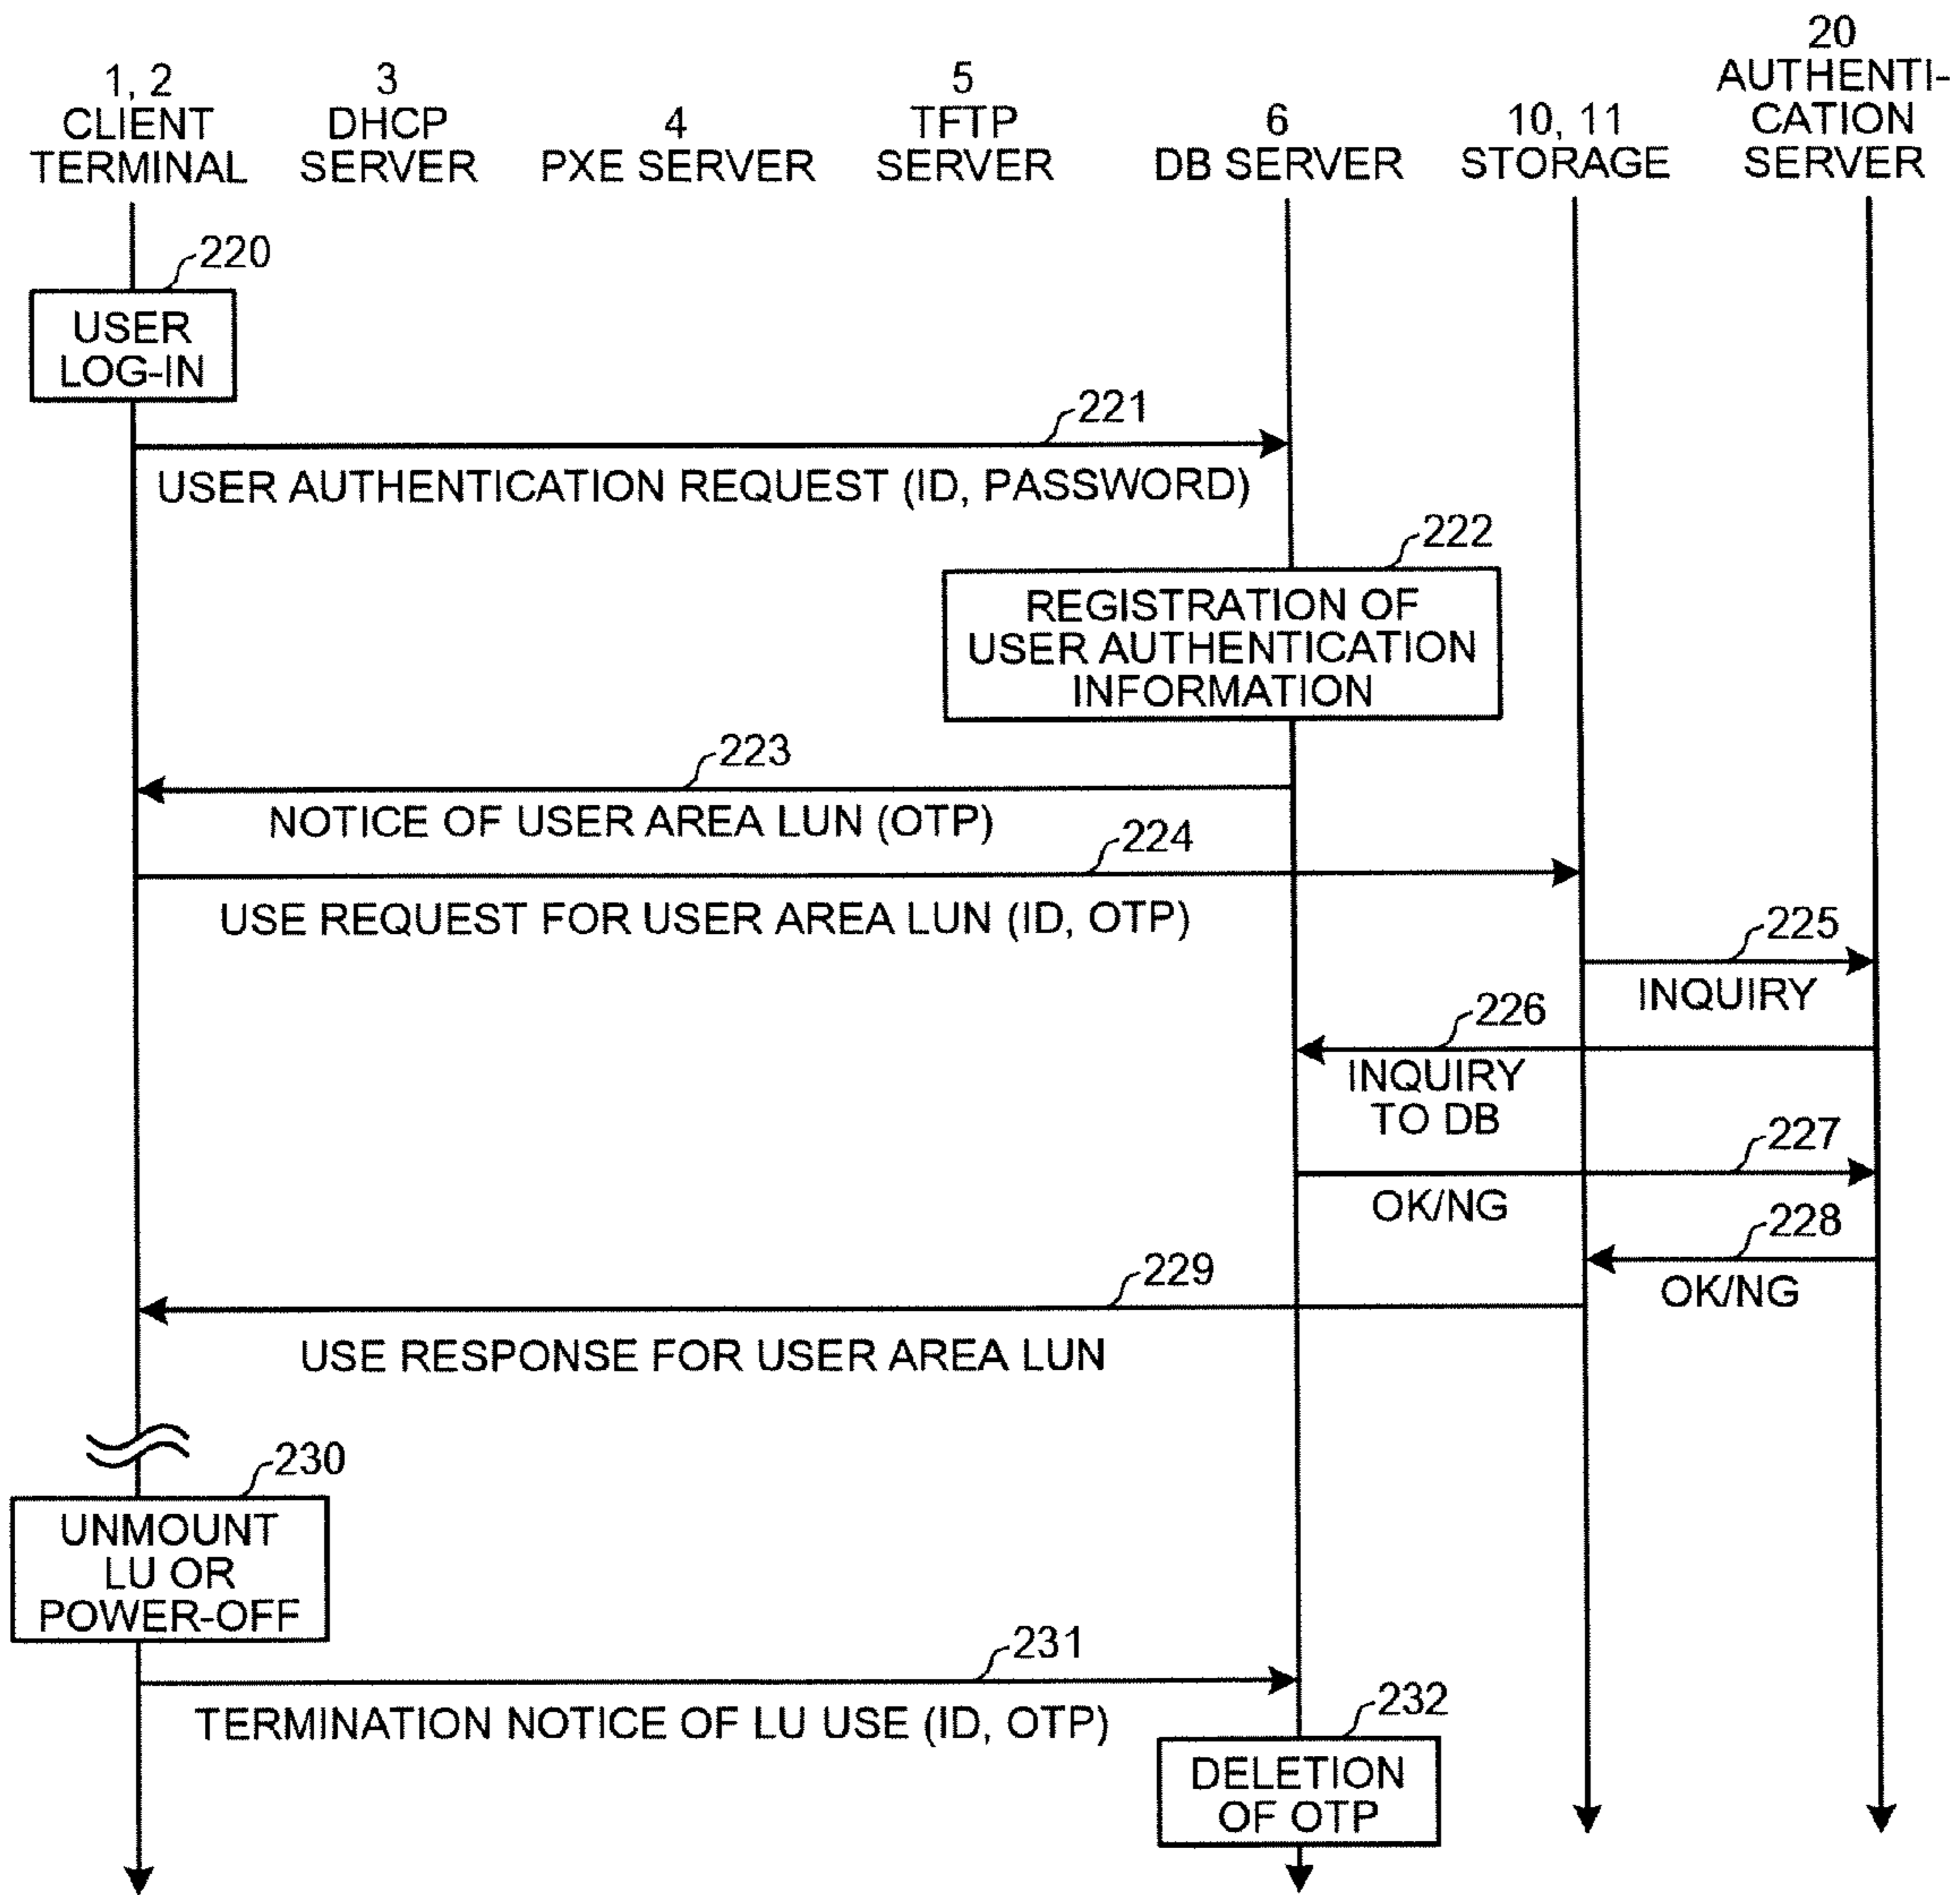 1, 2
CLIENT
TERMINAL
3
DHCP
SERVER
4
PXE SERVER
5
TFTP
SERVER
6
DB SERVER
10, 11
STORAGE
20
AUTHENTI-
CATION
SERVER
220
USER
LOG-IN
221
USER AUTHENTICATION REQUEST (ID, PASSWORD)
222
REGISTRATION OF
USER AUTHENTICATION
INFORMATION
223
NOTICE OF USER AREA LUN (OTP)
224
USE REQUEST FOR USER AREA LUN (ID, OTP)
225
INQUIRY
226
INQUIRY
TO DB
227
OK/NG
228
OK/NG
229
USE RESPONSE FOR USER AREA LUN
230
UNMOUNT
LU OR
POWER-OFF
231
TERMINATION NOTICE OF LU USE (ID, OTP)
232
DELETION
OF OTP